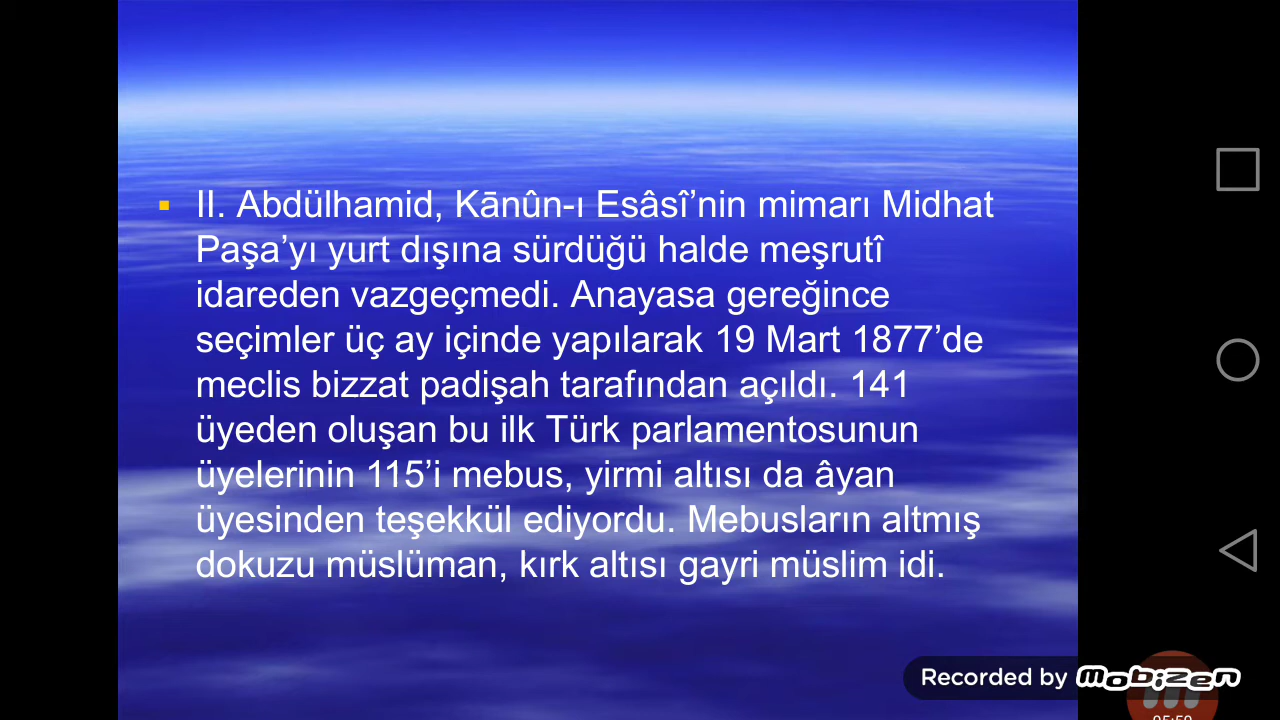 II. Abdülhamid, Kānûn-ı Esâsî’nin mimarı Midhat
Paşa’yı yurt dışına sürdüğü halde meşrutî
idareden vazgeçmedi. Anayasa gereğince
seçimler üç ay içinde yapılarak 19 Mart 1877’de
meclis bizzat padişah tarafından açıldı. 141
üyeden oluşan bu ilk Türk parlamentosunun
üyelerinin 115’i mebus, yirmi altısı da âyan
üyesinden teşekkül ediyordu. Mebusların altmış
dokuzu müslüman, kırk altısı gayri müslim idi.
Recorded by mobizen